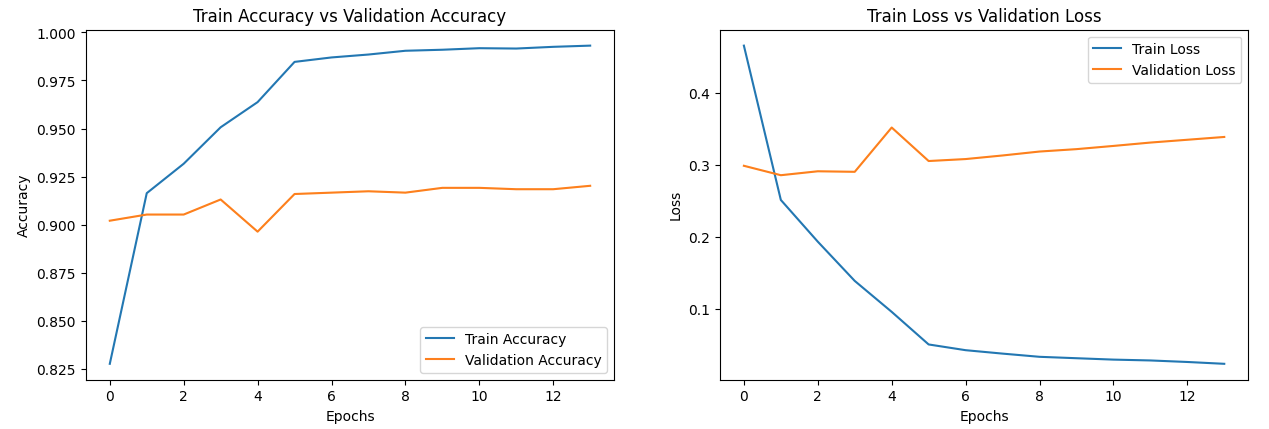 Train Accuracy vs Validation Accuracy
Accuracy
1.000
0.975
0.950
0.925
0.900
0.875
0.850
0.825
Train Accuracy
Validation Accuracy
0 2 4 6 8 10 12
Epochs
Train Loss vs Validation Loss
Loss
0.4
0.3
0.2
0.1
Train Loss
Validation Loss
0 2 4 6 8 10 12
Epochs